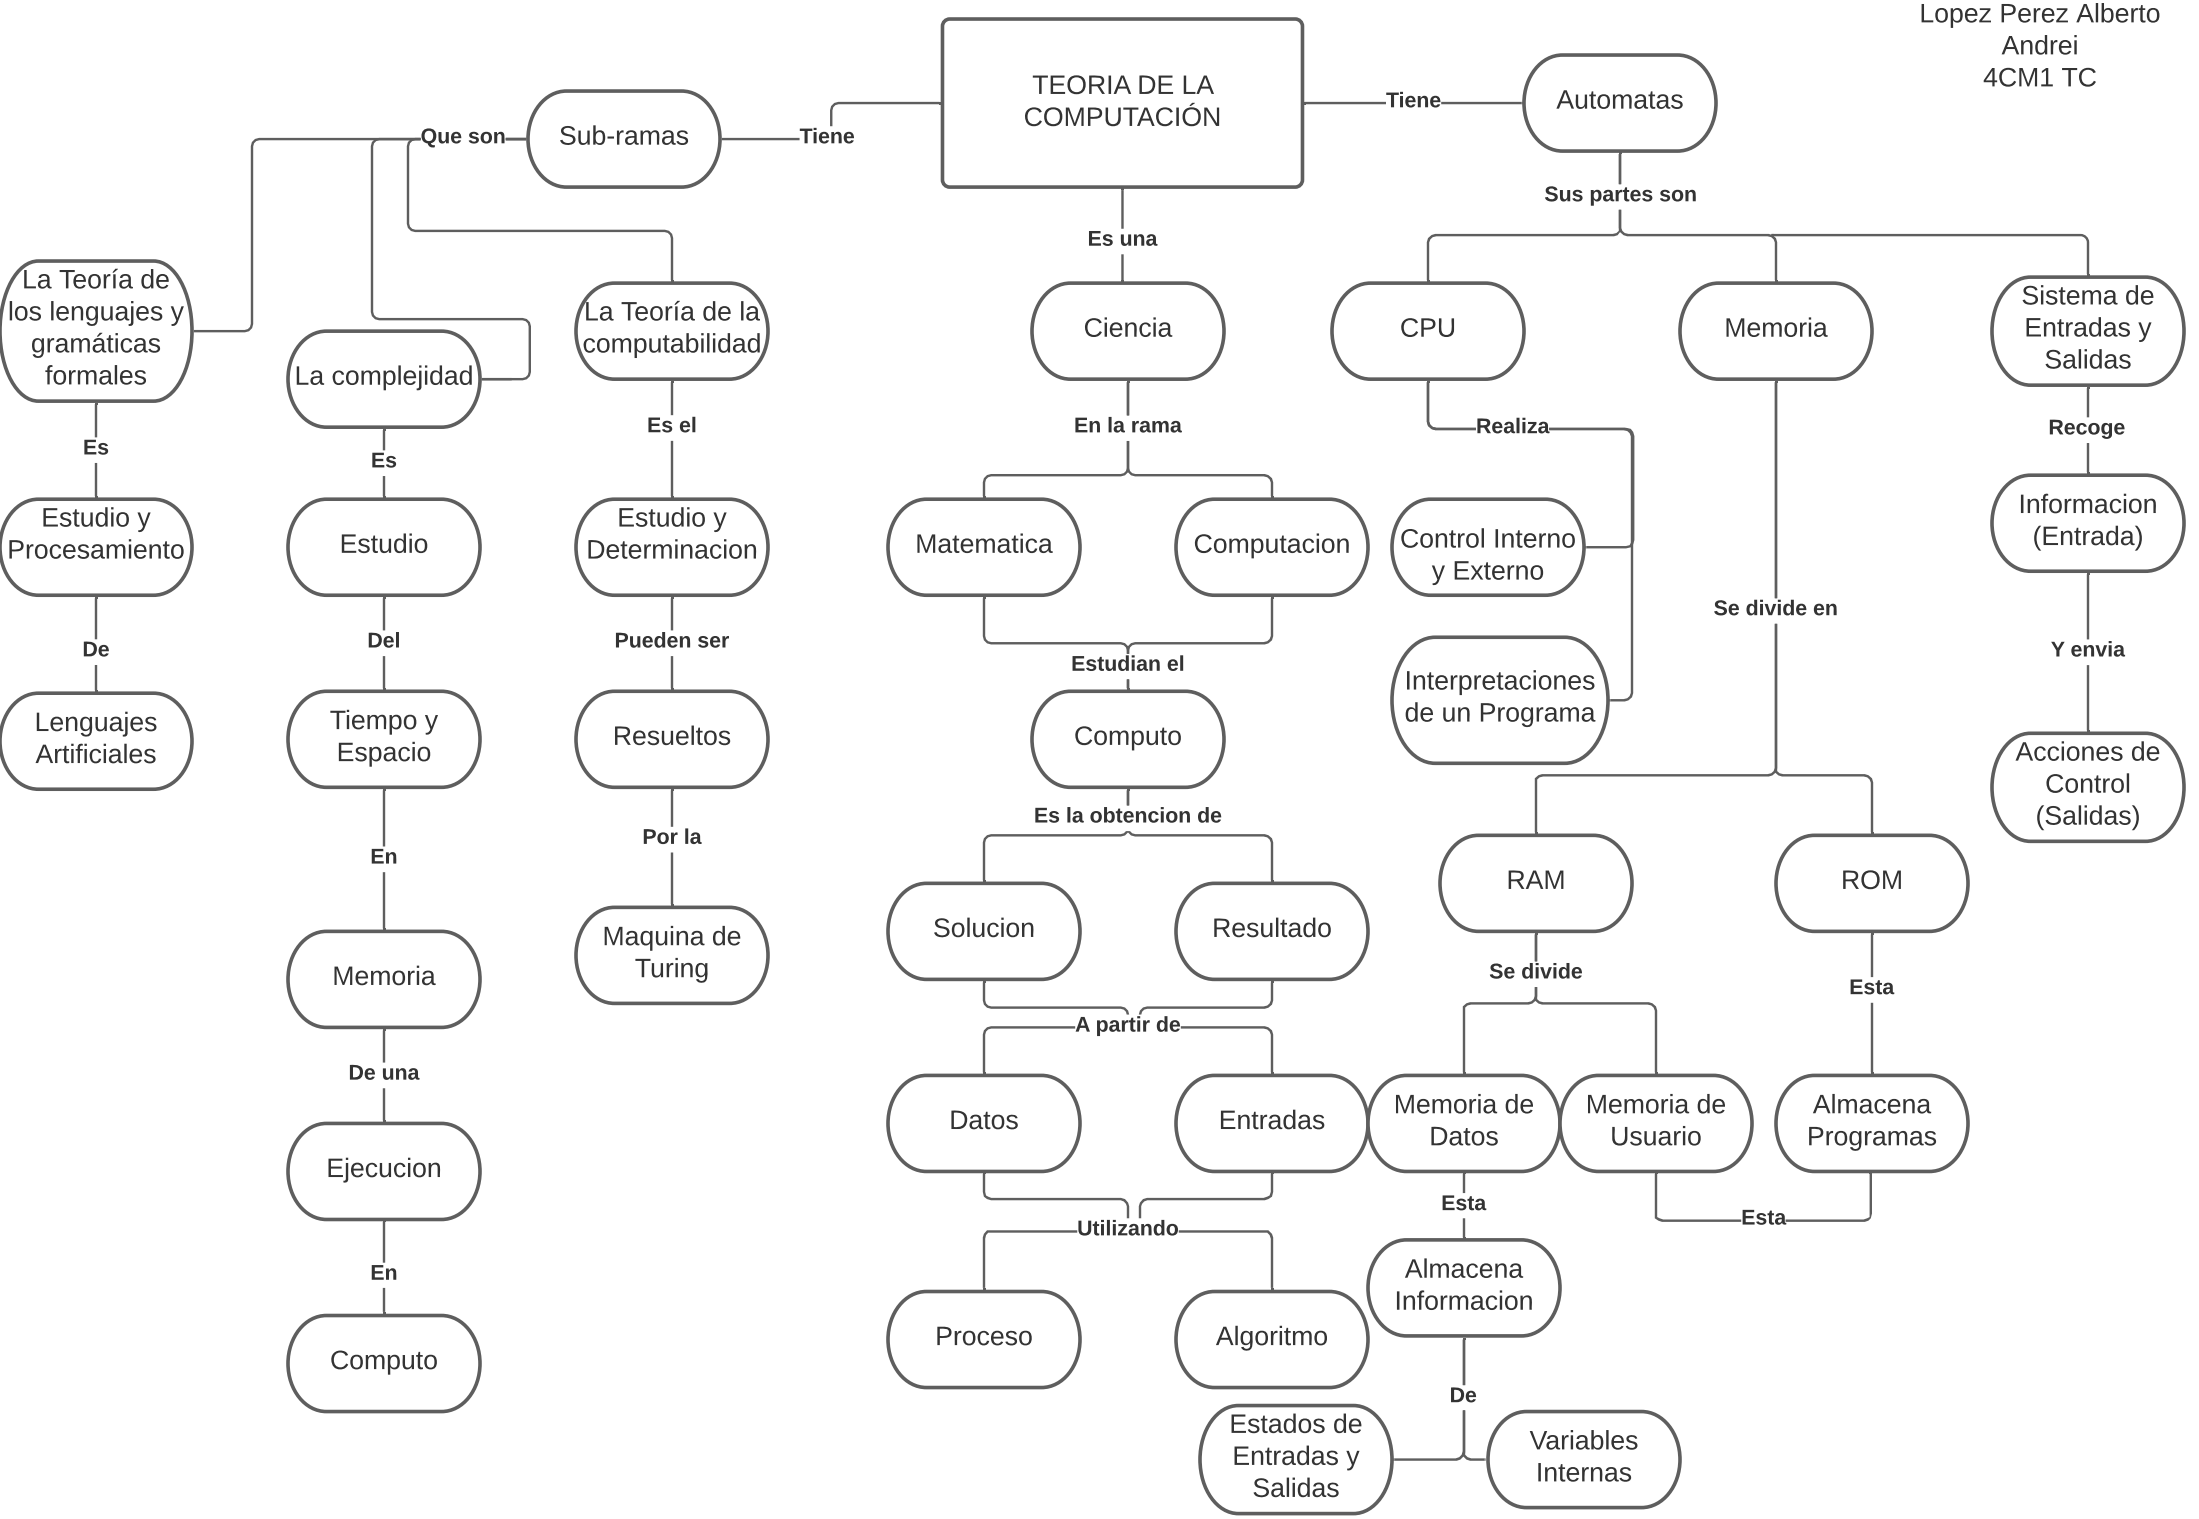 Lopez Perez Alberto
Andrei
4CM1 TC
TEORIA DE LA
COMPUTACIÓN
Tiene
Automatas
Tiene
Sub-ramas
Que son
Sus partes son
Es una
La Teoría de
los lenguajes y
gramáticas
formales
La complejidad
La Teoría de la
computabilidad
Ciencia
CPU
Memoria
Sistema de
Entradas y
Salidas
Es
Es
Es el
En la rama
Realiza
Recoge
Estudio y
Procesamiento
Estudio
Estudio y
Determinacion
Matematica
Computacion
Control Interno
y Externo
Informacion
(Entrada)
Se divide en
De
Del
Pueden ser
Estudian el
Interpretaciones
de un Programa
Y envia
Lenguajes
Artificiales
Tiempo y
Espacio
Resueltos
Computo
Acciones de
Control
(Salidas)
En
Por la
Es la obtencion de
RAM
ROM
Memoria
Maquina de
Turing
Solucion
Resultado
Se divide
Esta
A partir de
De una
Datos
Entradas
Memoria de
Datos
Memoria de
Usuario
Almacena
Programas
Ejecucion
Utilizando
Esta
Esta
En
Almacena
Informacion
Computo
Proceso
Algoritmo
De
Estados de
Entradas y
Salidas
Variables
Internas